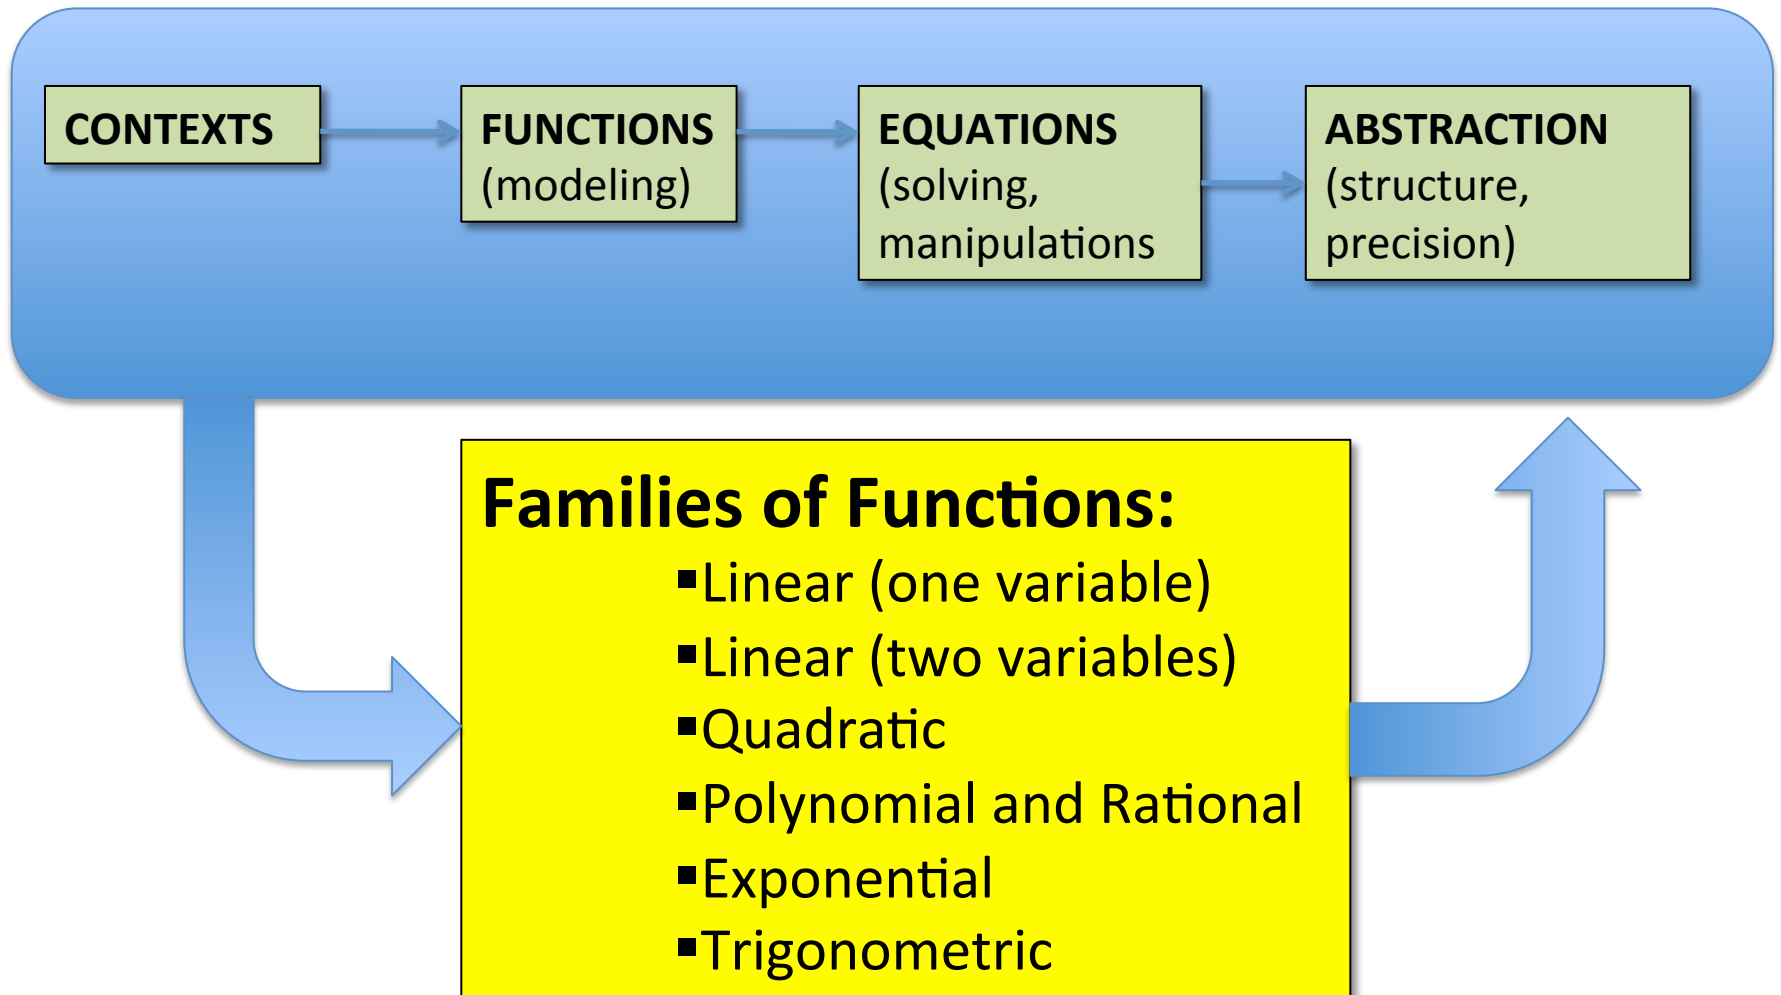 CONTEXTS
FUNCTIONS
(modeling)
EQUATIONS
(solving,
manipulations
ABSTRACTION
(structure,
precision)
Families of Functions:
▪Linear (one variable)
▪Linear (two variables)
▪Quadratic
▪Polynomial and Rational
▪Exponential
▪Trigonometric